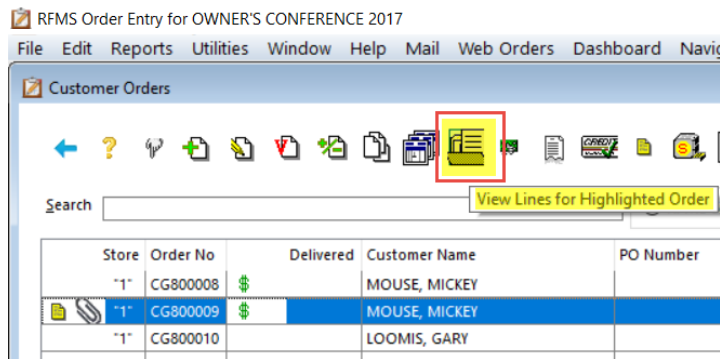 RFMS Order Entry for OWNER'S CONFERENCE 2017
File Edit Reports Utilities Window Help Mail Web Orders Dashboard Navig
Customer Orders
CREDIT
View Lines for Highlighted Order
Search
Store Order No Delivered Customer Name PO Number
"1" CG800008 $ MOUSE, MICKEY
"1" CG800009 $ MOUSE, MICKEY
"1" CG800010 LOOMIS, GARY